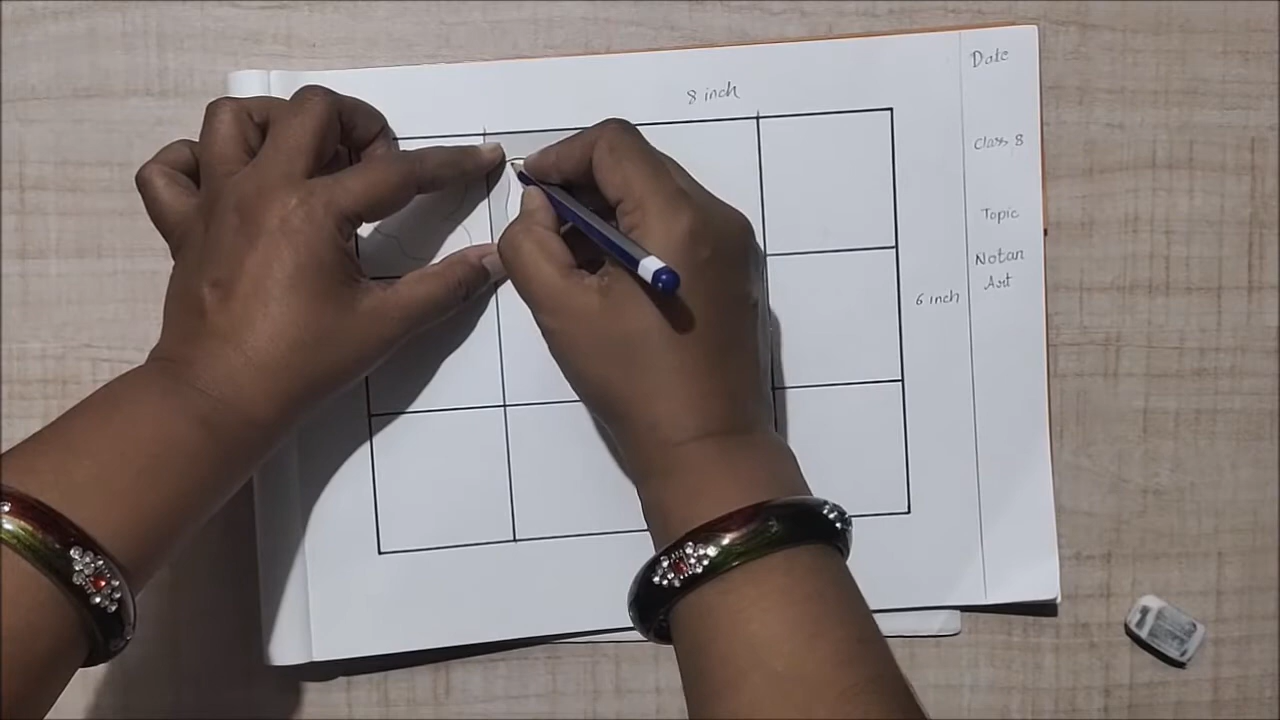 8 inch
Date
Class 8
Topic
Notan
Art
6 inch